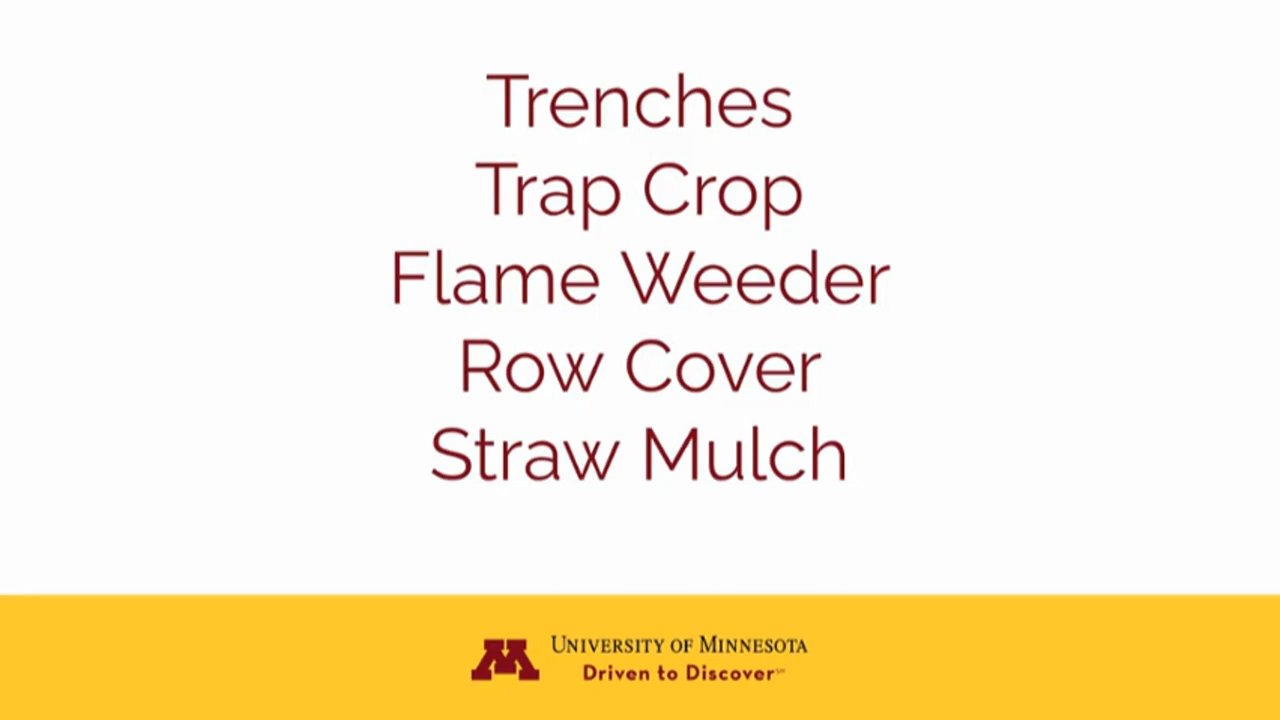 Trenches
Trap Crop
Flame Weeder
Row Cover
Straw Mulch
M
UNIVERSITY OF MINNESOTA
Driven to Discover℠